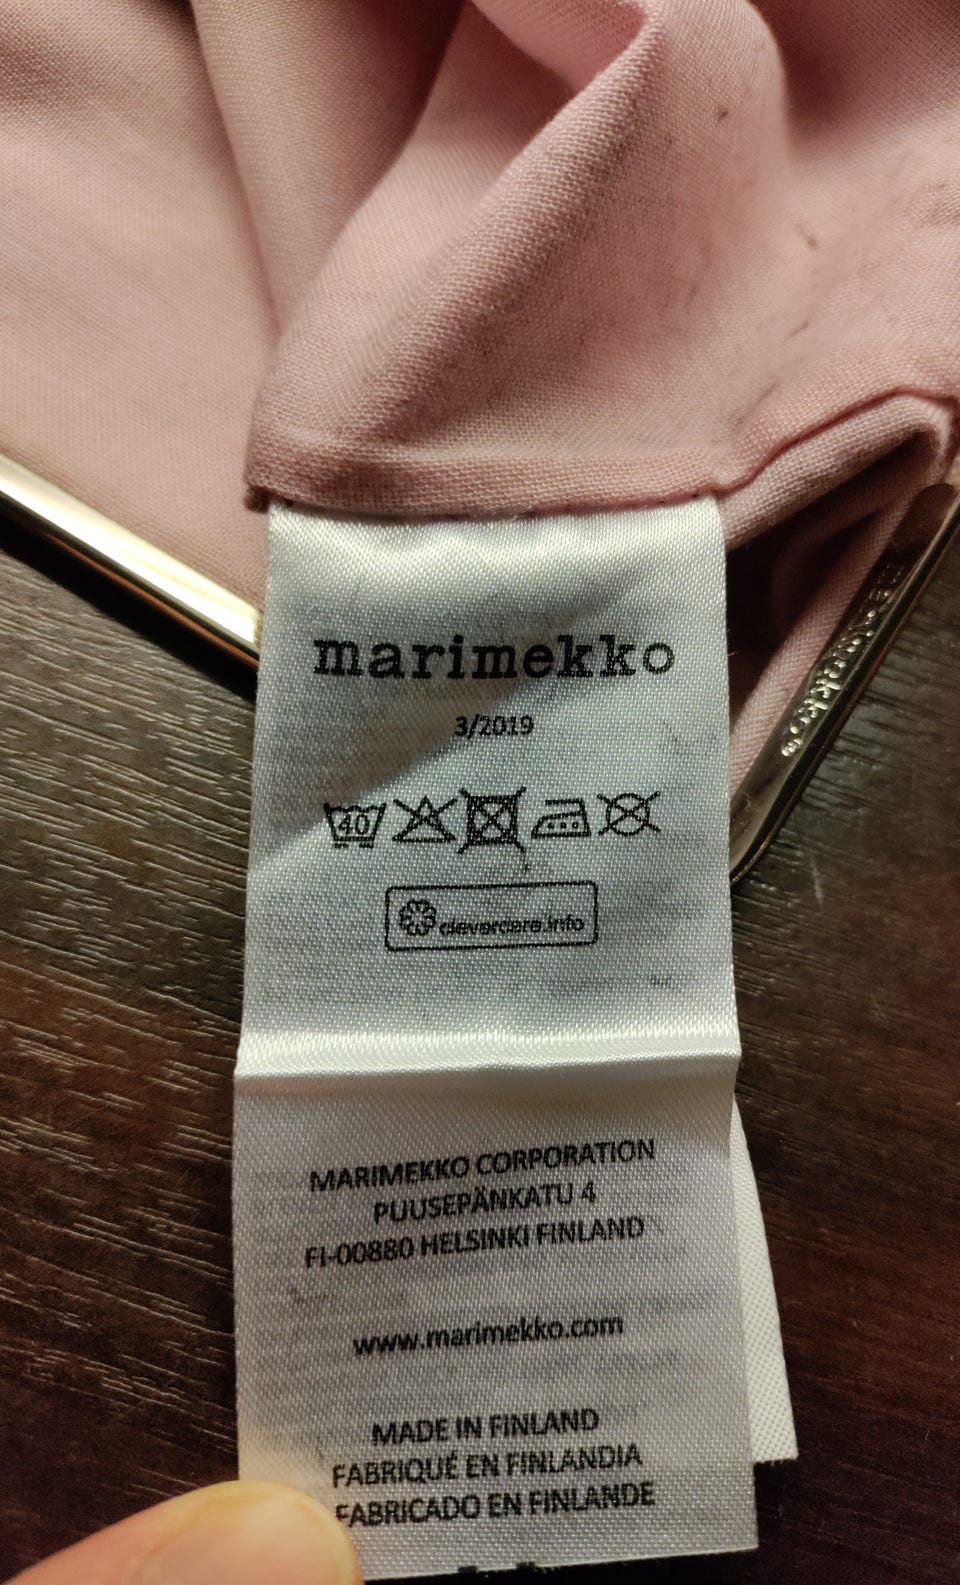 marimekko
3/2019
40
clevercare.info
MARIMEKKO CORPORATION
PUUSEPÄNKATU 4
FI-00880 HELSINKI FINLAND
www.marimekko.com
MADE IN FINLAND
FABRIQUÉ EN FINLANDIA
FABRICADO EN FINLANDE
marimekko®